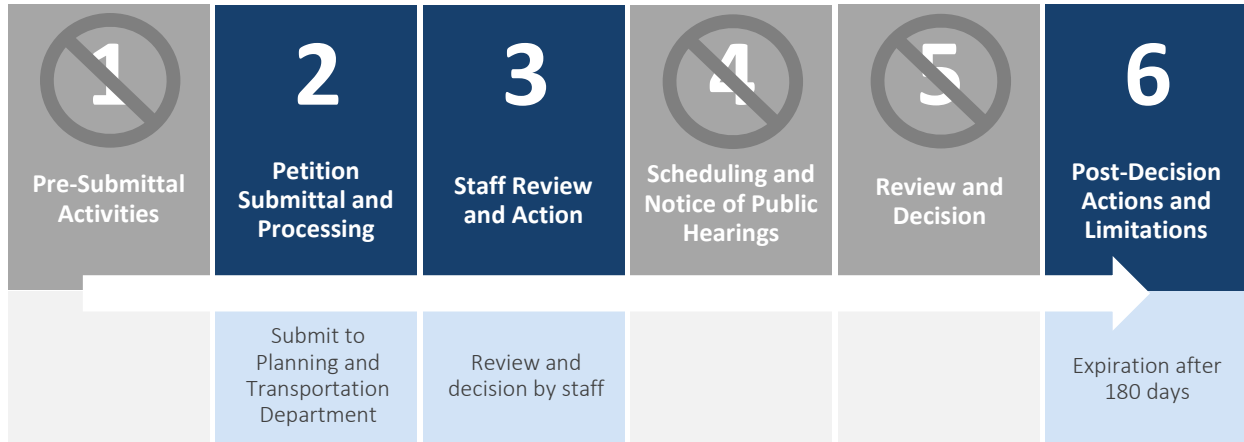 1
Pre-Submittal
Activities
2
Petition
Submittal and
Processing
Submit to
Planning and
Transportation
Department
3
Staff Review
and Action
Review and
decision by staff
4
Scheduling and
Notice of Public
Hearings
5
Review and
Decision
6
Post-Decision
Actions and
Limitations
Expiration after
180 days